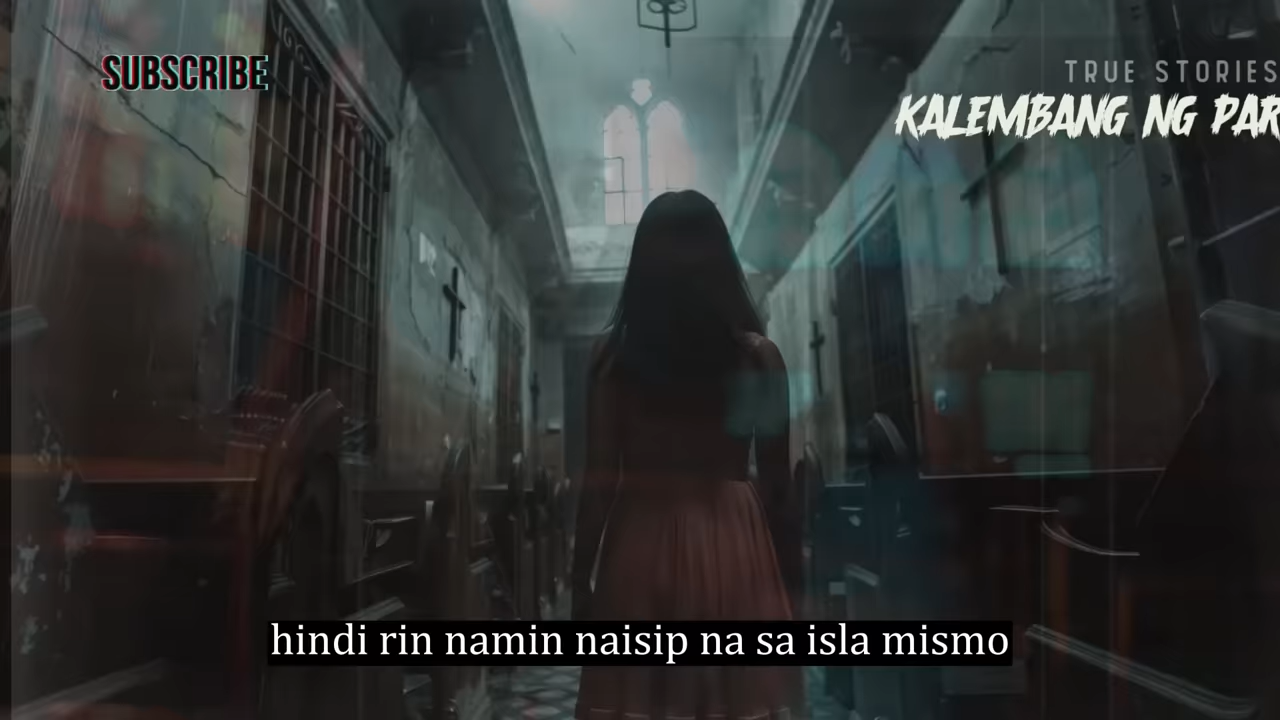 SUBSCRIBE
TRUE STORIES
KALEMBANG NG PAR
hindi rin namin naisip na sa isla mismo